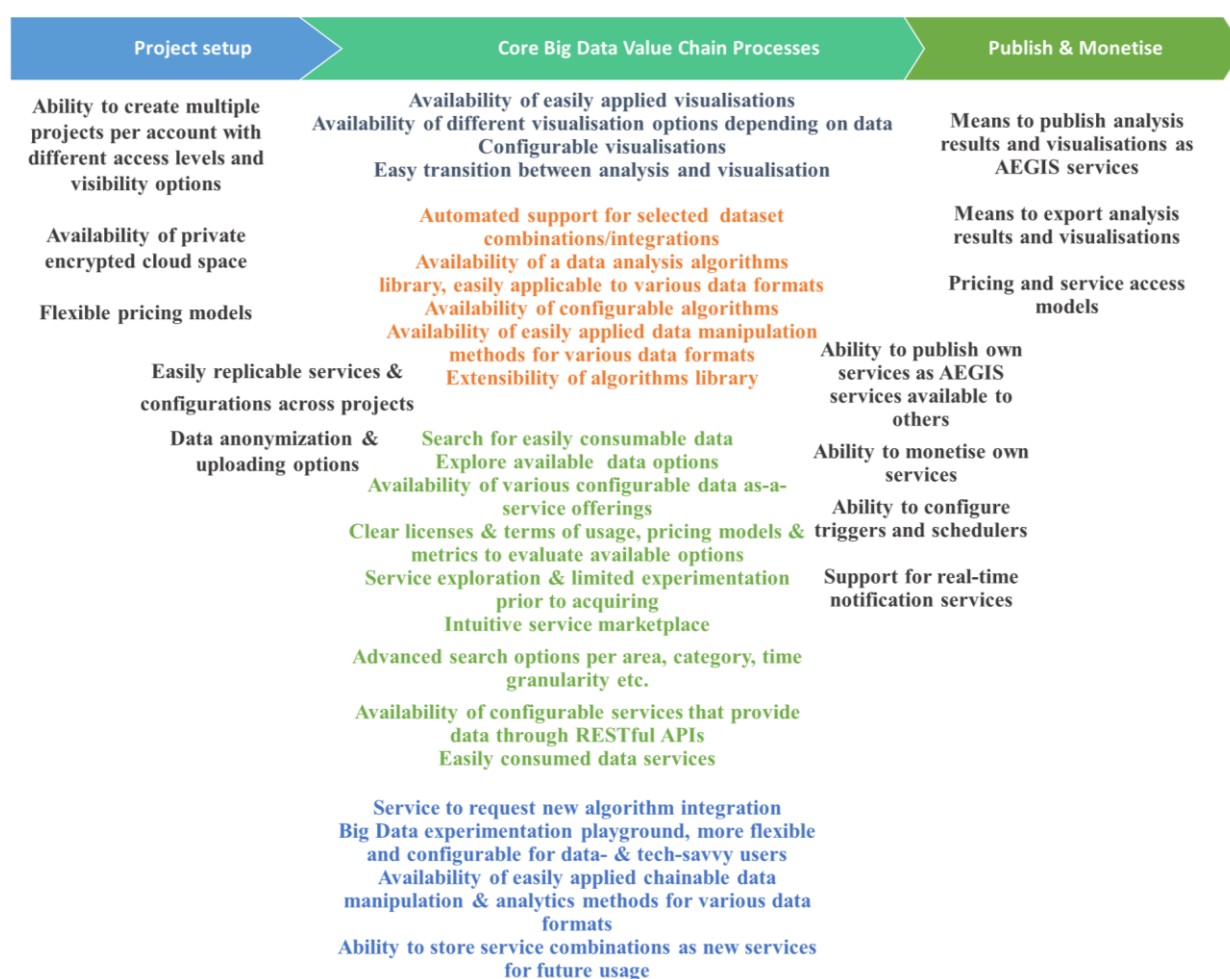 Project setup
Core Big Data Value Chain Processes
Publish & Monetise
Ability to create multiple
projects per account with
different access levels and
visibility options
Availability of private
encrypted cloud space
Flexible pricing models
Easily replicable services &
configurations across projects
Data anonymization &
uploading options
Availability of easily applied visualisations
Availability of different visualisation options depending on data
Configurable visualisations
Easy transition between analysis and visualisation
Automated support for selected dataset
combinations/integrations
Availability of a data analysis algorithms
library, easily applicable to various data formats
Availability of configurable algorithms
Availability of easily applied data manipulation
methods for various data formats
Extensibility of algorithms library
Search for easily consumable data
Explore available data options
Availability of various configurable data as-a-
service offerings
Clear licenses & terms of usage, pricing models &
metrics to evaluate available options
Service exploration & limited experimentation
prior to acquiring
Intuitive service marketplace
Advanced search options per area, category, time
granularity etc.
Availability of configurable services that provide
data through RESTful APIs
Easily consumed data services
Service to request new algorithm integration
Big Data experimentation playground, more flexible
and configurable for data- & tech-savvy users
Availability of easily applied chainable data
manipulation & analytics methods for various data
formats
Ability to store service combinations as new services
for future usage
Means to publish analysis
results and visualisations as
AEGIS services
Means to export analysis
results and visualisations
Pricing and service access
models
Ability to publish own
services as AEGIS
services available to
others
Ability to monetise own
services
Ability to configure
triggers and schedulers
Support for real-time
notification services